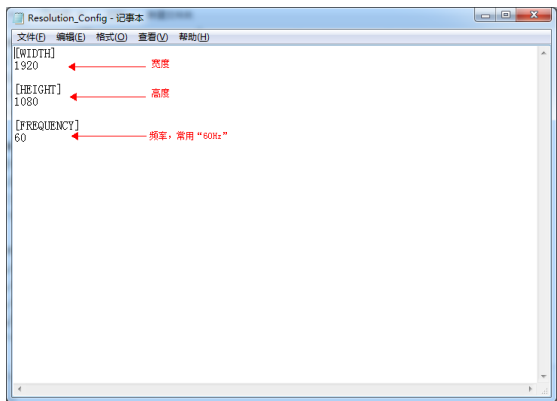 Resolution_Config - 记事本
文件(F) 编辑(E) 格式(O) 查看(V) 帮助(H)
[WIDTH]
1920 宽度
[HEIGHT]
1080 高度
[FREQUENCY]
60 频率，常用“60Hz”